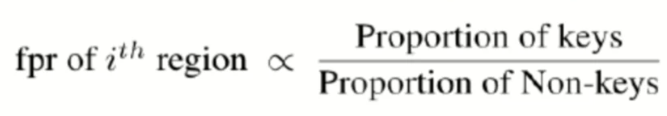 fpr of i^th region ∝ Proportion of keys / Proportion of Non-keys